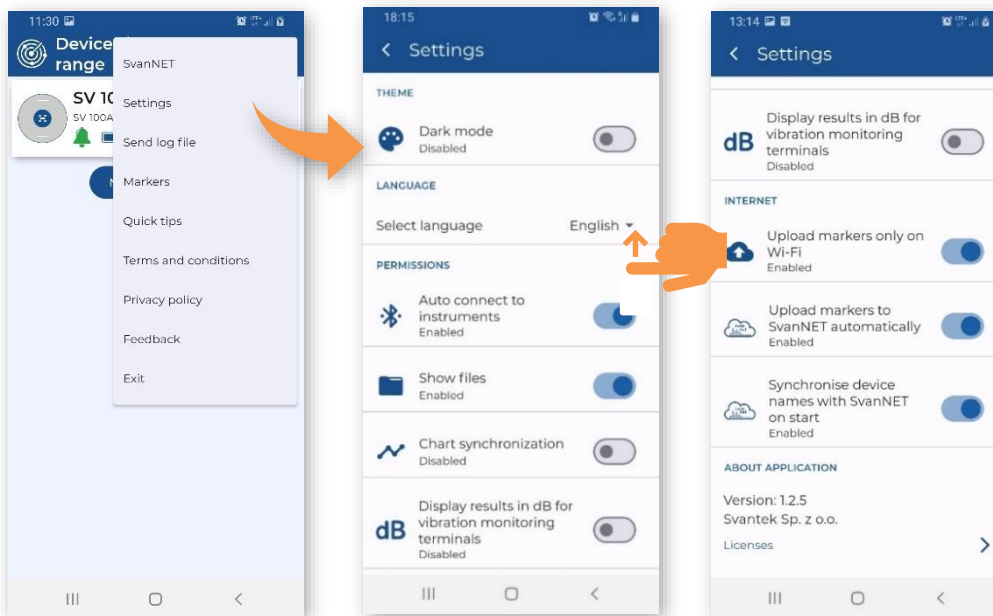 11:30
Device
range
SV 10
SV 100A
SvanNET
Settings
Send log file
Markers
Quick tips
Terms and conditions
Privacy policy
Feedback
Exit
18:15
Settings
THEME
Dark mode
Disabled
LANGUAGE
Select language English
PERMISSIONS
Auto connect to
instruments
Enabled
Show files
Enabled
Chart synchronization
Disabled
dB
Display results in dB for
vibration monitoring
terminals
Disabled
13:14
Settings
dB
Display results in dB for
vibration monitoring
terminals
Disabled
INTERNET
Upload markers only on
Wi-Fi
Enabled
Upload markers to
SvanNET automatically
Enabled
Synchronise device
names with SvanNET
on start
Enabled
ABOUT APPLICATION
Version: 1.2.5
Svantek Sp. z o.o.
Licenses